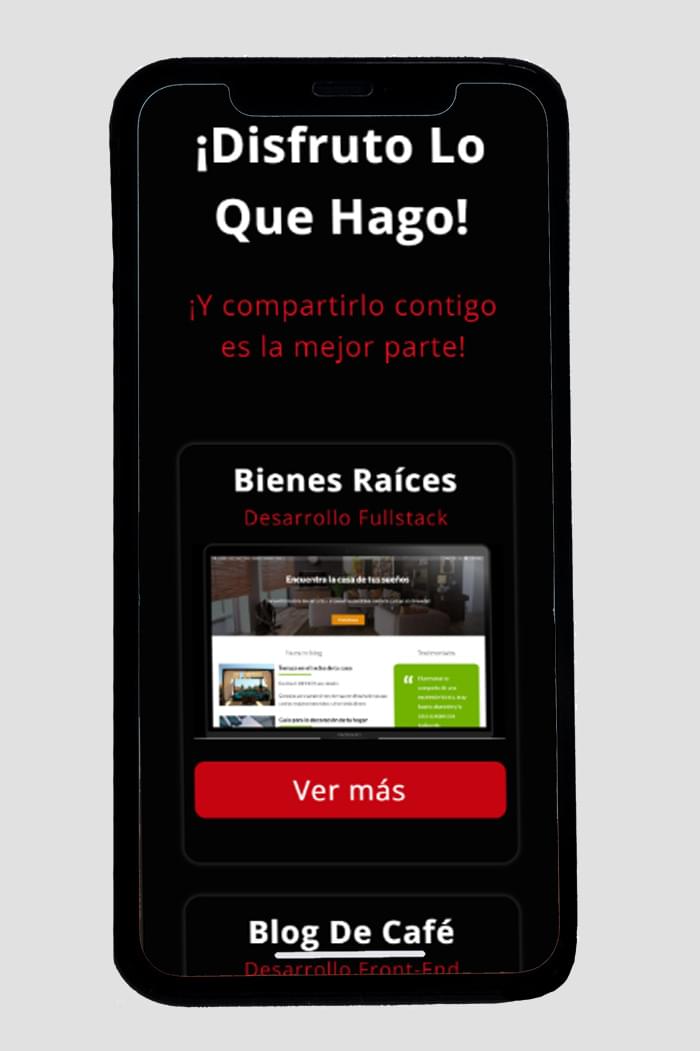 ¡Disfruto Lo
Que Hago!
¡Y compartirlo contigo
es la mejor parte!
Bienes Raíces
Desarrollo Fullstack
Encuentra la casa de tus sueños
Nuestro blog
Testimoniales
Terraza en el techo de tu casa
Guía para la decoración de tu hogar
Ver más
Blog De Café
Desarrollo Front-End